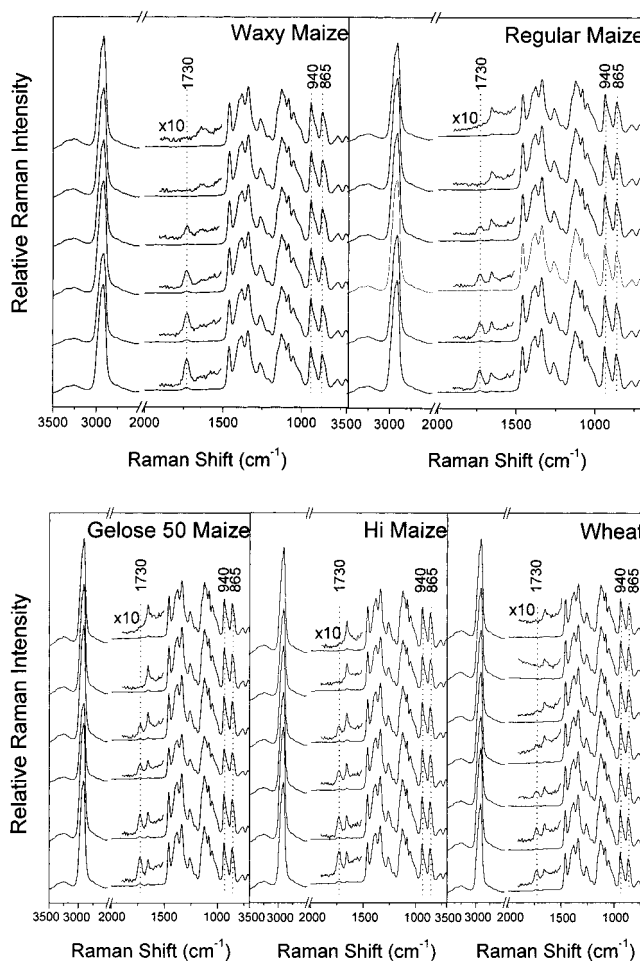 Waxy Maize
Regular Maize
1730
940
865
1730
940
865
x10
x10
Relative Raman Intensity
3500 3000 2000 1500 1000 3500 3000 2000 1500 1000
Raman Shift (cm-1)
Raman Shift (cm-1)
Gelose 50 Maize
Hi Maize
Wheat
1730
940
865
1730
940
865
1730
940
865
x10
x10
x10
Relative Raman Intensity
3500 3000 2000 1500 1000 3500 3000 2000 1500 1000 3500 3000 2000 1500 1000
Raman Shift (cm-1)
Raman Shift (cm-1)
Raman Shift (cm-1)